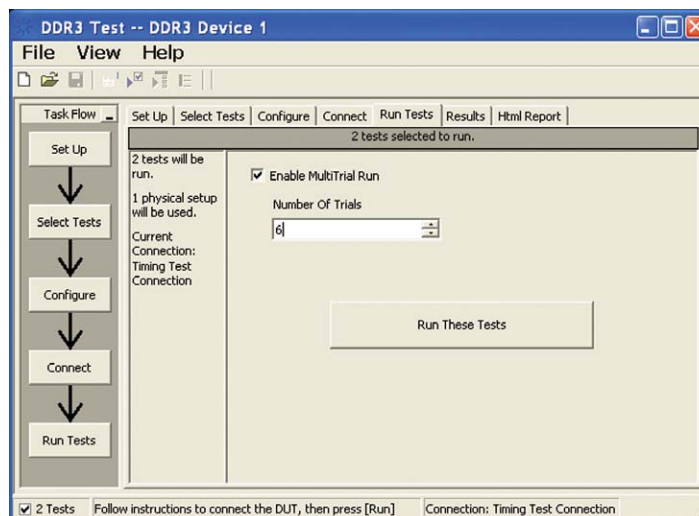 DDR3 Test -- DDR3 Device 1
File View Help
Task Flow
Set Up
Select Tests
Configure
Connect
Run Tests
Set Up Select Tests Configure Connect Run Tests Results Html Report
2 tests selected to run.
2 tests will be
run.
1 physical setup
will be used.
Current
Connection:
Timing Test
Connection
Enable MultiTrial Run
Number Of Trials
6
Run These Tests
2 Tests Follow instructions to connect the DUT, then press [Run] Connection: Timing Test Connection